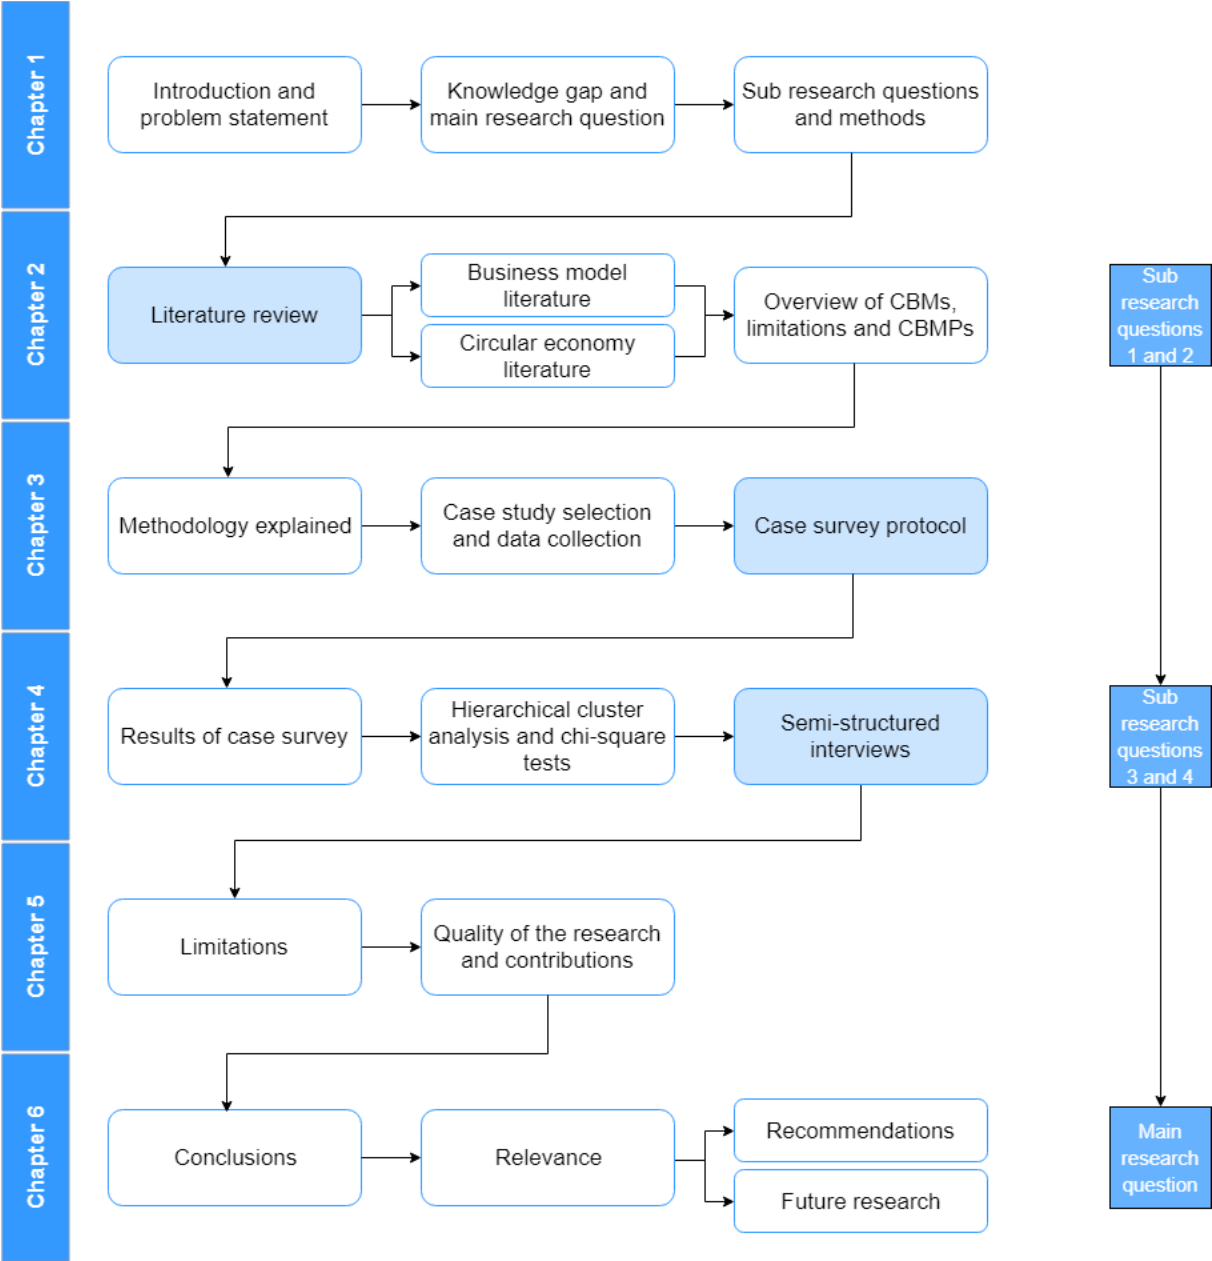 Chapter 1
Introduction and
problem statement
Knowledge gap and
main research question
Sub research questions
and methods
Chapter 2
Literature review
Business model
literature
Circular economy
literature
Overview of CBMs,
limitations and CBMPs
Sub
research
questions
1 and 2
Chapter 3
Methodology explained
Case study selection
and data collection
Case survey protocol
Chapter 4
Results of case survey
Hierarchical cluster
analysis and chi-square
tests
Semi-structured
interviews
Sub
research
questions
3 and 4
Chapter 5
Limitations
Quality of the research
and contributions
Chapter 6
Conclusions
Relevance
Recommendations
Future research
Main
research
question